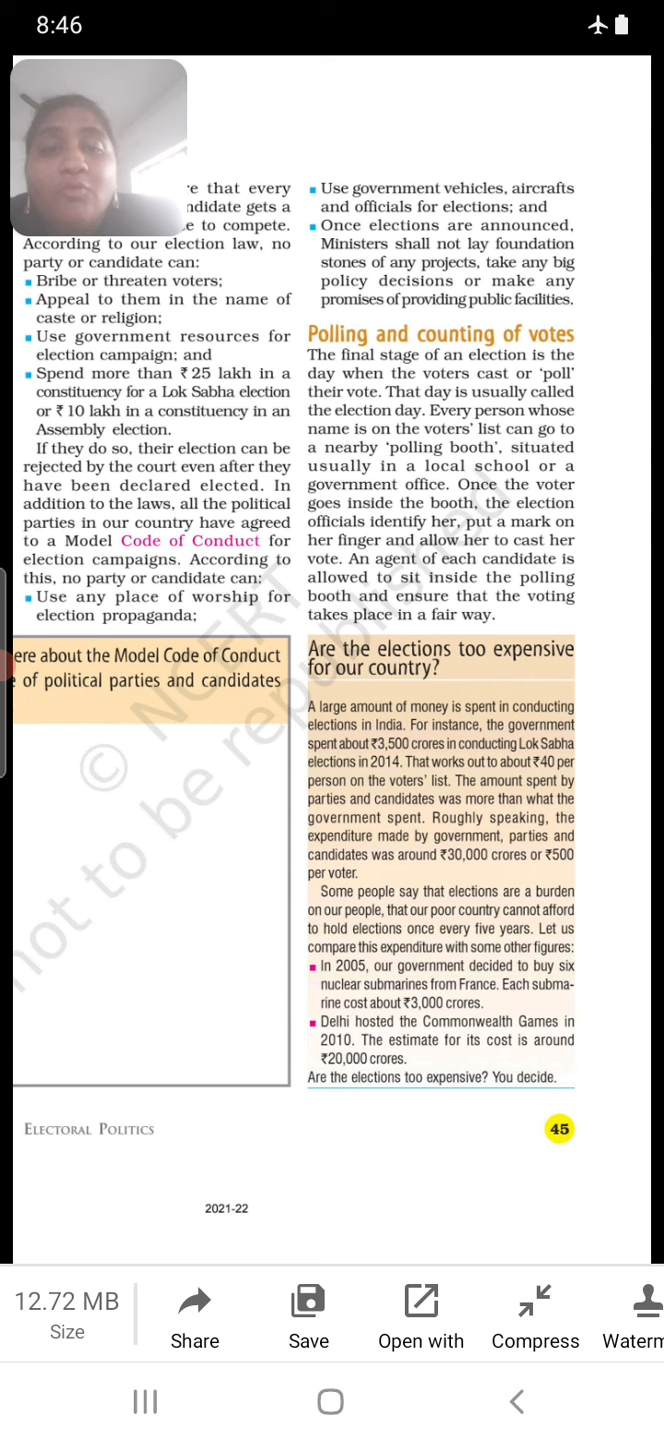 8:46
re that every
ndidate gets a
e to compete.
According to our election law, no
party or candidate can:
▪ Bribe or threaten voters;
▪ Appeal to them in the name of
caste or religion;
▪ Use government resources for
election campaign; and
▪ Spend more than ₹ 25 lakh in a
constituency for a Lok Sabha election
or ₹ 10 lakh in a constituency in an
Assembly election.
If they do so, their election can be
rejected by the court even after they
have been declared elected. In
addition to the laws, all the political
parties in our country have agreed
to a Model Code of Conduct for
election campaigns. According to
this, no party or candidate can:
▪ Use any place of worship for
election propaganda;
▪ Use government vehicles, aircrafts
and officials for elections; and
▪ Once elections are announced,
Ministers shall not lay foundation
stones of any projects, take any big
policy decisions or make any
promises of providing public facilities.
Polling and counting of votes
The final stage of an election is the
day when the voters cast or ‘poll’
their vote. That day is usually called
the election day. Every person whose
name is on the voters’ list can go to
a nearby ‘polling booth’, situated
usually in a local school or a
government office. Once the voter
goes inside the booth, the election
officials identify her, put a mark on
her finger and allow her to cast her
vote. An agent of each candidate is
allowed to sit inside the polling
booth and ensure that the voting
takes place in a fair way.
ere about the Model Code of Conduct
of political parties and candidates
Are the elections too expensive
for our country?
A large amount of money is spent in conducting
elections in India. For instance, the government
spent about ₹3,500 crores in conducting Lok Sabha
elections in 2014. That works out to about ₹40 per
person on the voters’ list. The amount spent by
parties and candidates was more than what the
government spent. Roughly speaking, the
expenditure made by government, parties and
candidates was around ₹30,000 crores or ₹500
per voter.
Some people say that elections are a burden
on our people, that our poor country cannot afford
to hold elections once every five years. Let us
compare this expenditure with some other figures:
▪ In 2005, our government decided to buy six
nuclear submarines from France. Each subma-
rine cost about ₹3,000 crores.
▪ Delhi hosted the Commonwealth Games in
2010. The estimate for its cost is around
₹20,000 crores.
Are the elections too expensive? You decide.
© NCERT
not to be republished
ELECTORAL POLITICS
45
2021-22
12.72 MB
Size
Share
Save
Open with
Compress
Waterm